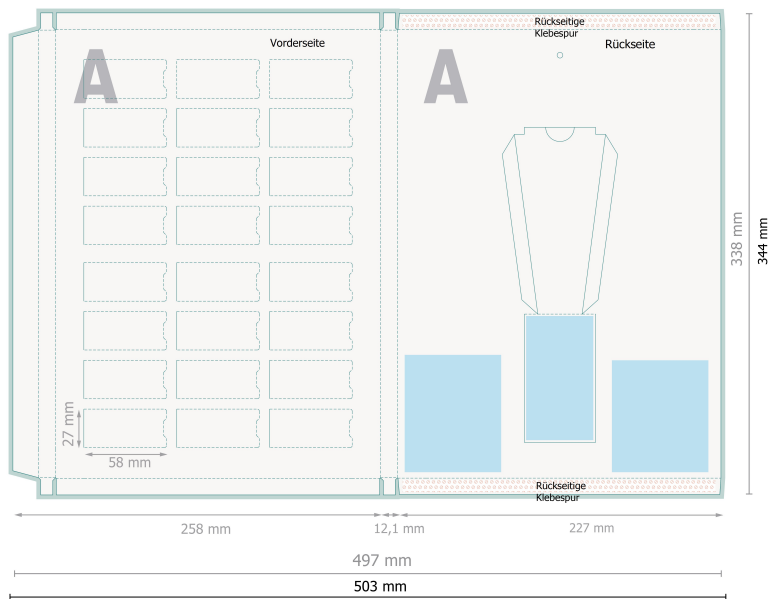 Rückseitige
Klebespur
Vorderseite
Rückseite
A
A
338 mm
344 mm
27 mm
58 mm
Rückseitige
Klebespur
258 mm
12,1 mm
227 mm
497 mm
503 mm